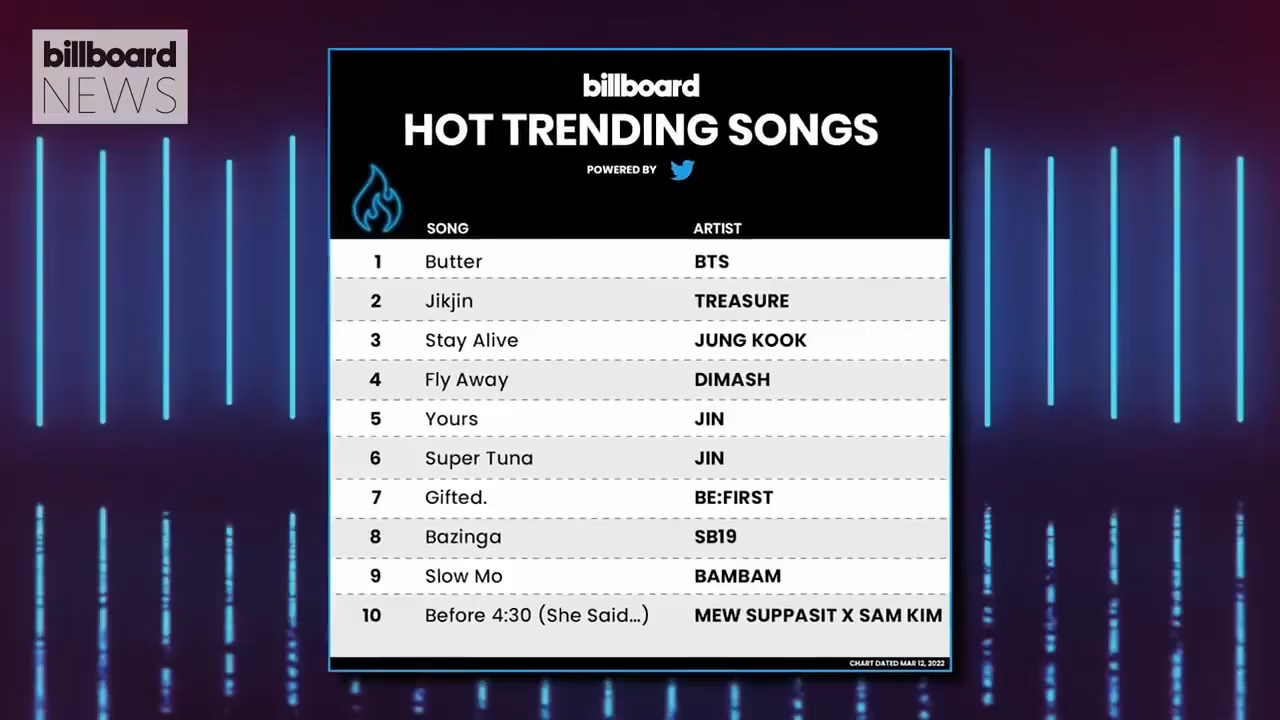 billboard
NEWS
billboard
HOT TRENDING SONGS
POWERED BY
SONG ARTIST
1 Butter BTS
2 Jikjin TREASURE
3 Stay Alive JUNG KOOK
4 Fly Away DIMASH
5 Yours JIN
6 Super Tuna JIN
7 Gifted. BE:FIRST
8 Bazinga SB19
9 Slow Mo BAMBAM
10 Before 4:30 (She Said...) MEW SUPPASIT X SAM KIM
CHART DATED MAR 12, 2022